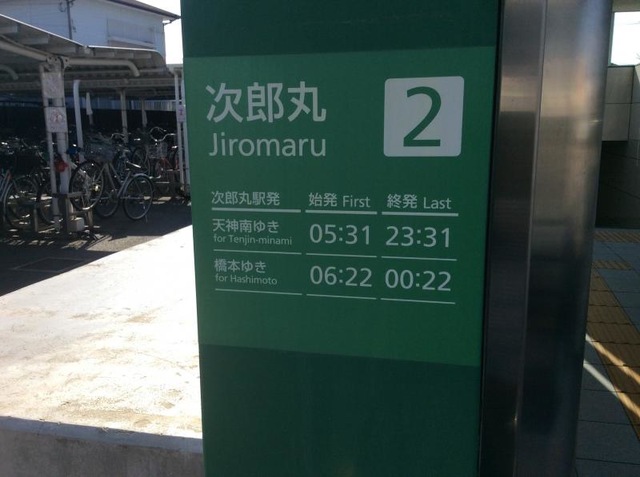 次郎丸
Jiromaru
2
次郎丸駅発 始発 First 終発 Last
天神南ゆき
for Tenjin-minami
05:31 23:31
橋本ゆき
for Hashimoto
06:22 00:22